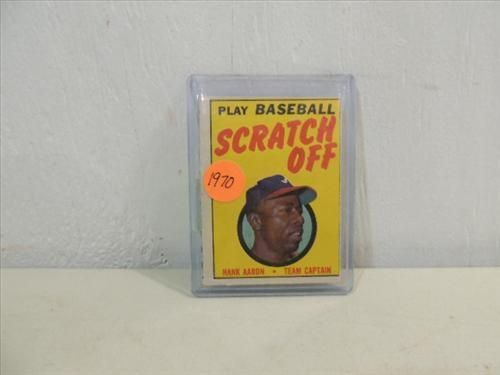 PLAY BASEBALL
SCRATCH
OFF
1970
HANK AARON • TEAM CAPTAIN